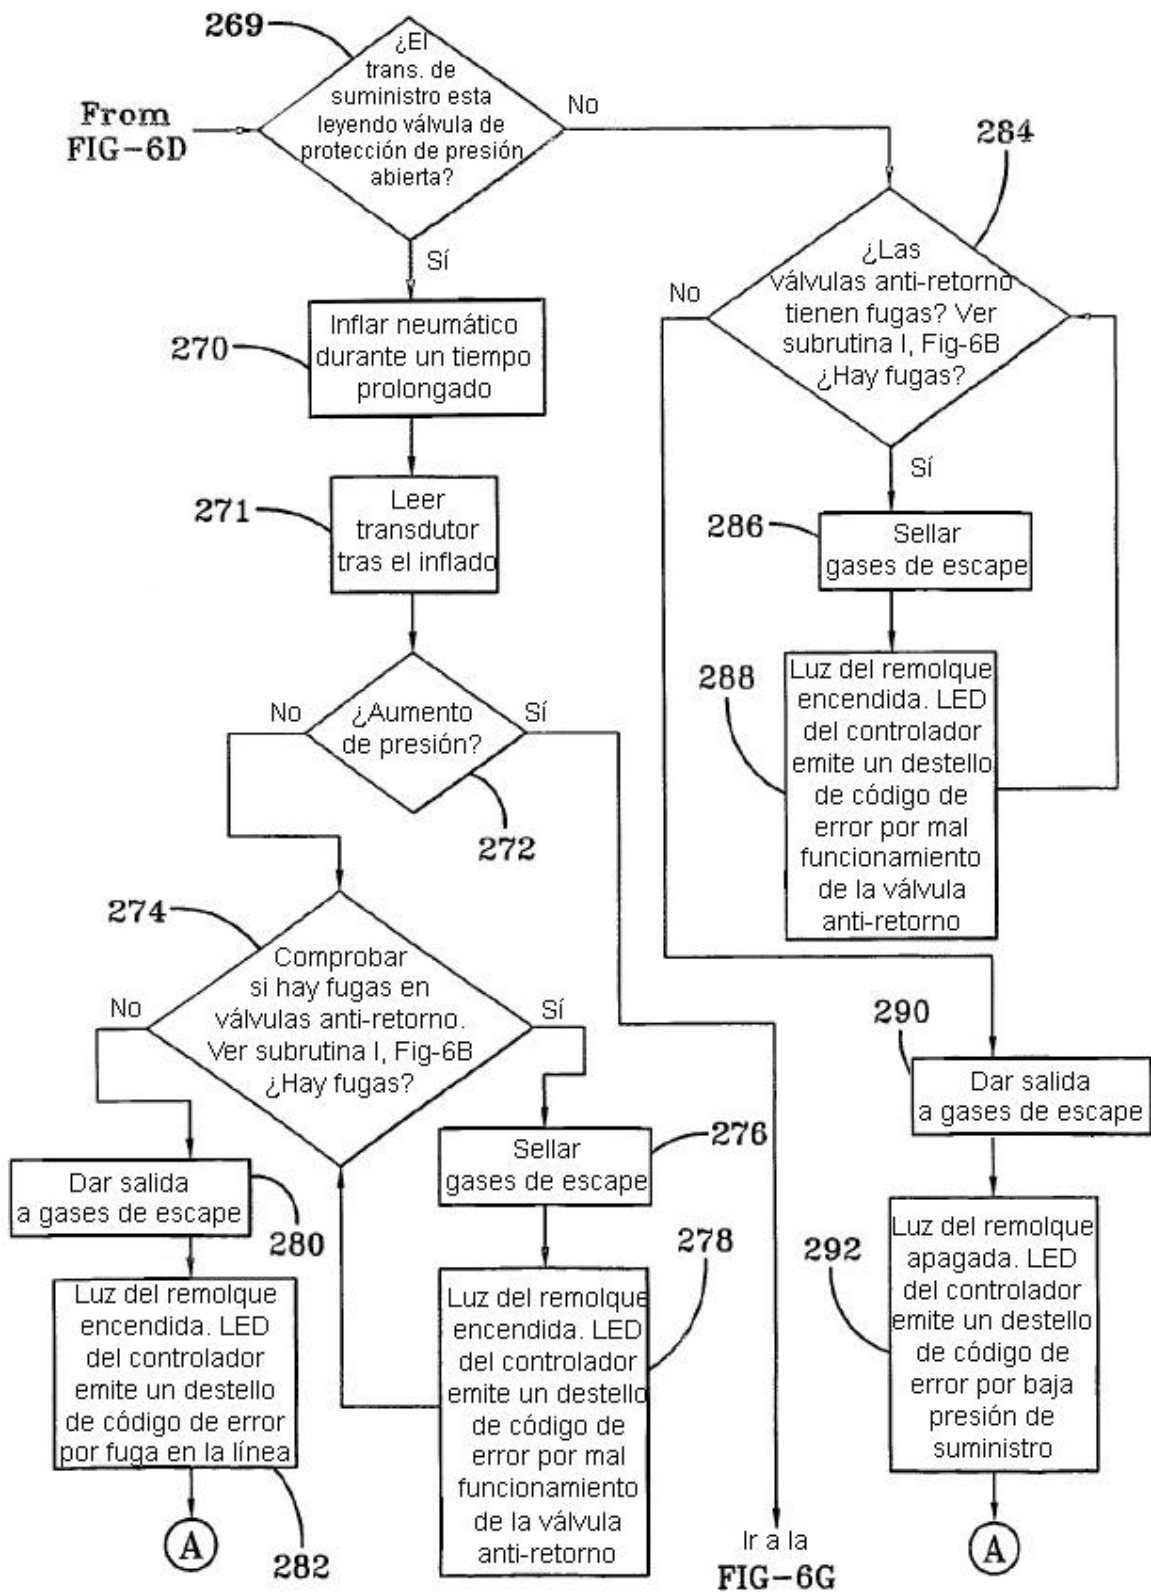 269
¿El
trans. de
suministro esta
leyendo válvula de
protección de presión
abierta?
From
FIG-6D
No
Sí
284
¿Las
válvulas anti-retorno
tienen fugas? Ver
subrutina I, Fig-6B
¿Hay fugas?
No
Sí
270
Inflar neumático
durante un tiempo
prolongado
271
Leer
transdutor
tras el inflado
286
Sellar
gases de escape
288
Luz del remolque
encendida. LED
del controlador
emite un destello
de código de
error por mal
funcionamiento
de la válvula
anti-retorno
No
¿Aumento
de presión?
Sí
272
274
Comprobar
si hay fugas en
válvulas anti-retorno.
Ver subrutina I, Fig-6B
¿Hay fugas?
No
Sí
290
Dar salida
a gases de escape
276
Sellar
gases de escape
Dar salida
a gases de escape
280
278
292
Luz del remolque
apagada. LED
del controlador
emite un destello
de código de
error por baja
presión de
suministro
Luz del remolque
encendida. LED
del controlador
emite un destello
de código de error
por fuga en la línea
282
Luz del remolque
encendida. LED
del controlador
emite un destello
de código de
error por mal
funcionamiento
de la válvula
anti-retorno
A
Ir a la
FIG-6G
A